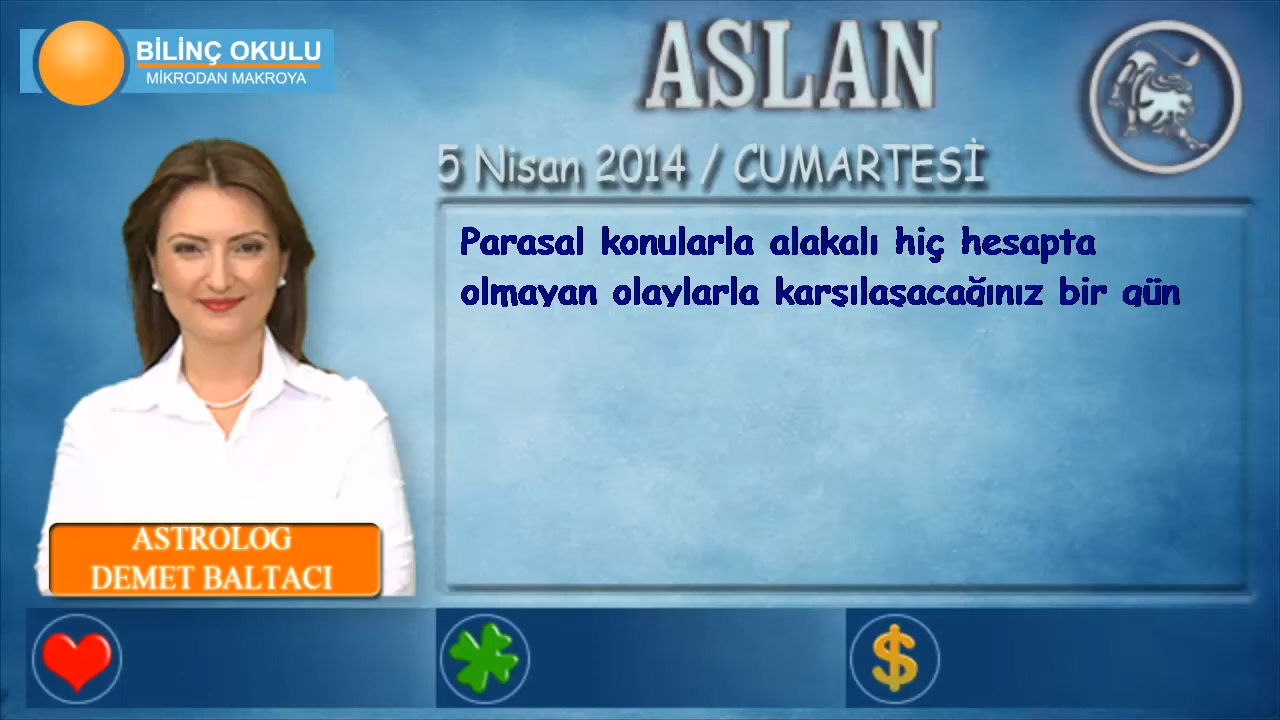 BİLİNÇ OKULU
MİKRODAN MAKROYA
ASLAN
5 Nisan 2014 / CUMARTESİ
Parasal konularla alakalı hiç hesapta
olmayan olaylarla karşılaşacağınız bir gün
ASTROLOG
DEMET BALTACI